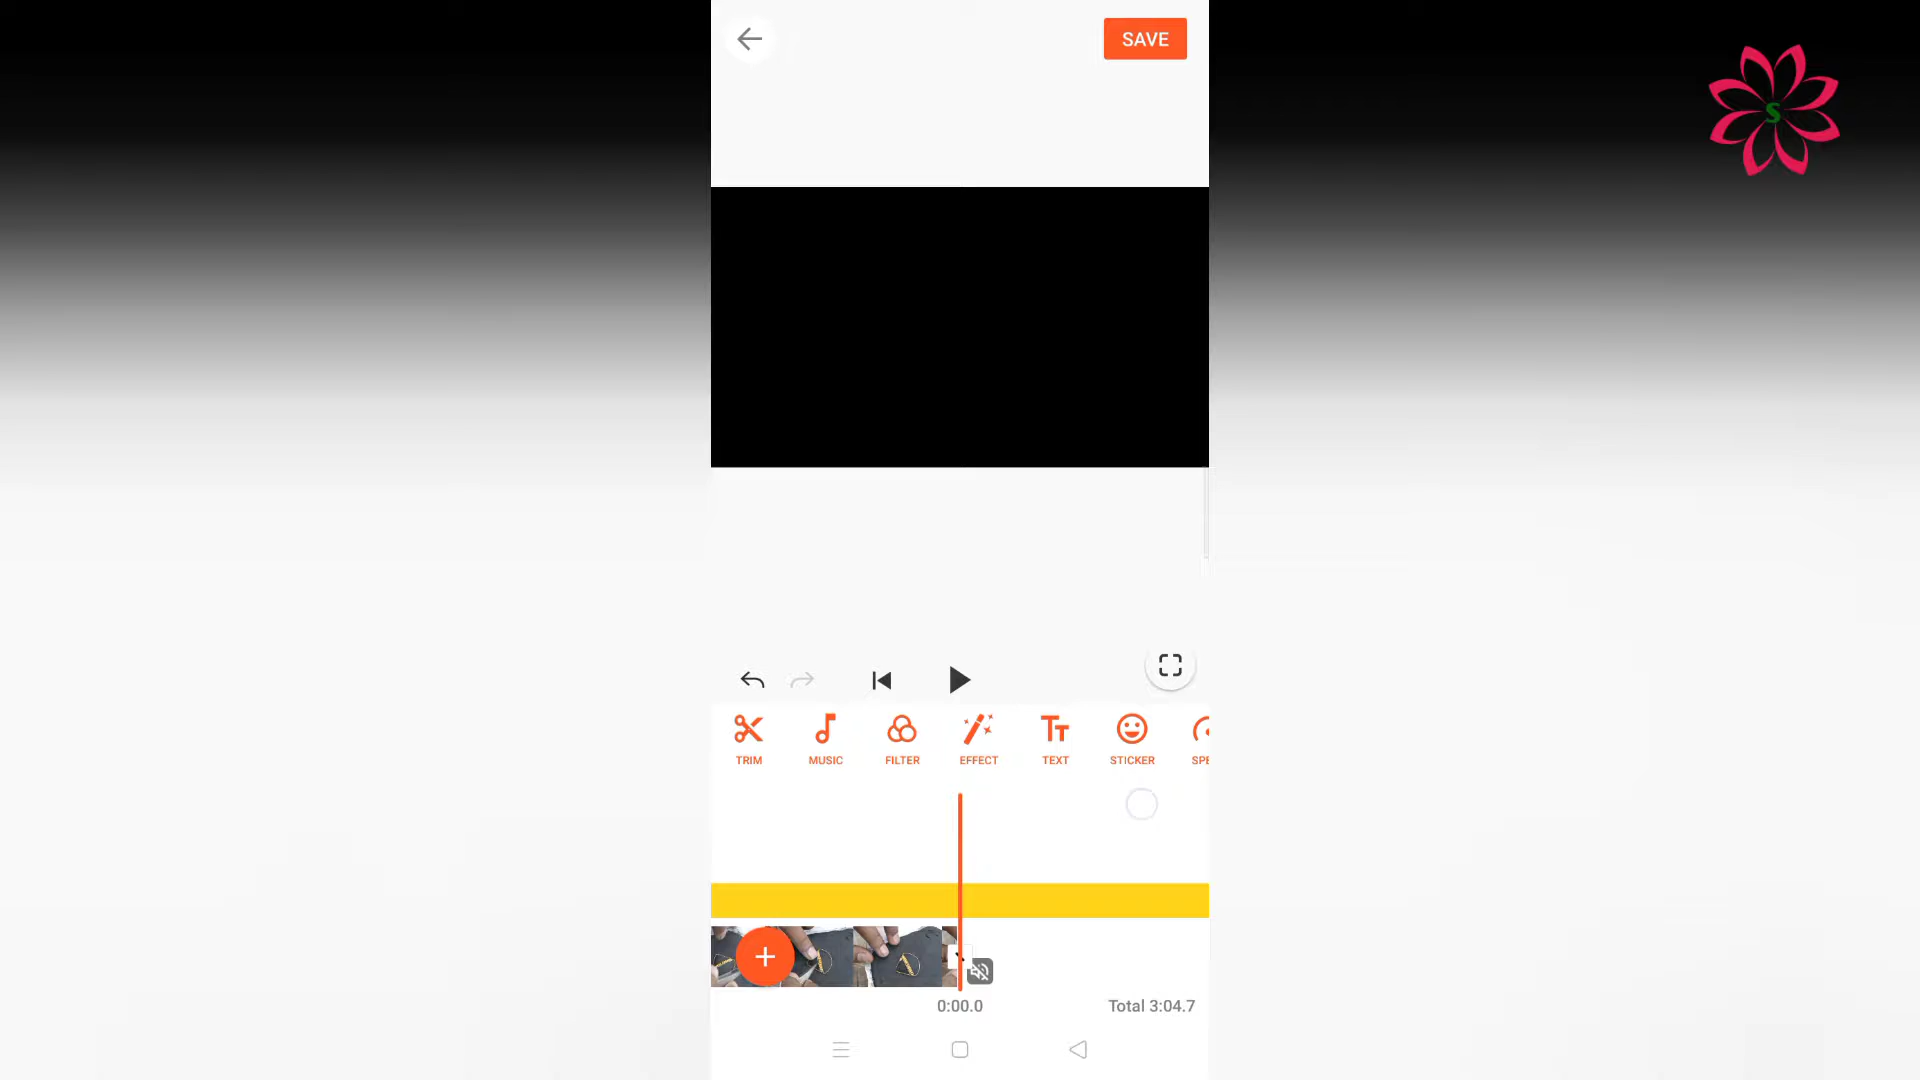 SAVE
S
TRIM
MUSIC
FILTER
EFFECT
TEXT
STICKER
SPE
0:00.0
Total 3:04.7